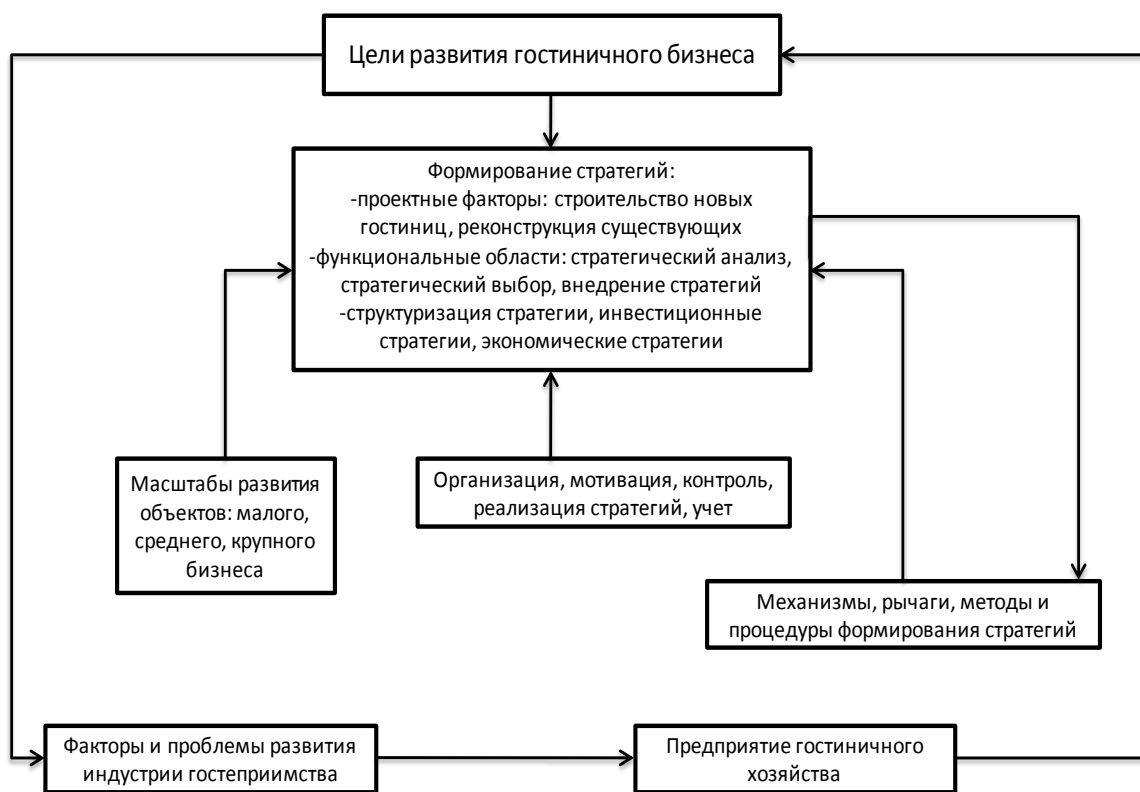 Цели развития гостиничного бизнеса
Формирование стратегий:
-проектные факторы: строительство новых
гостиниц, реконструкция существующих
-функциональные области: стратегический анализ,
стратегический выбор, внедрение стратегий
-структуризация стратегии, инвестиционные
стратегии, экономические стратегии
Масштабы развития
объектов: малого,
среднего, крупного
бизнеса
Организация, мотивация, контроль,
реализация стратегий, учет
Механизмы, рычаги, методы и
процедуры формирования стратегий
Факторы и проблемы развития
индустрии гостеприимства
Предприятие гостиничного
хозяйства